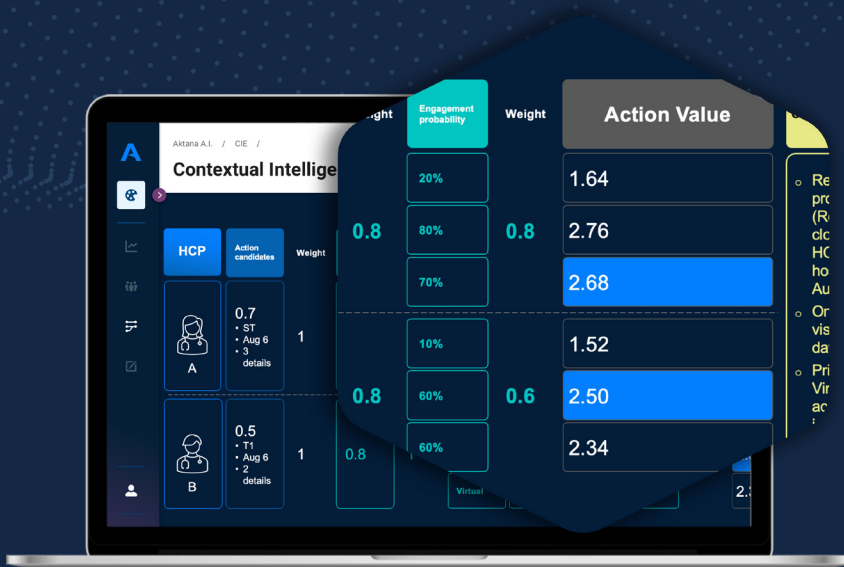 Aktana A.I. / CIE /
Contextual Intellige
HCP
Action
candidates
Weight
A
0.7
• ST
• Aug 6
• 3
details
1
B
0.5
• T1
• Aug 6
• 2
details
1
0.8
Virtual
Engagement
probability
Weight
Action Value
0.8
20%
80%
70%
0.8
1.64
2.76
2.68
0.8
10%
60%
60%
0.6
1.52
2.50
2.34